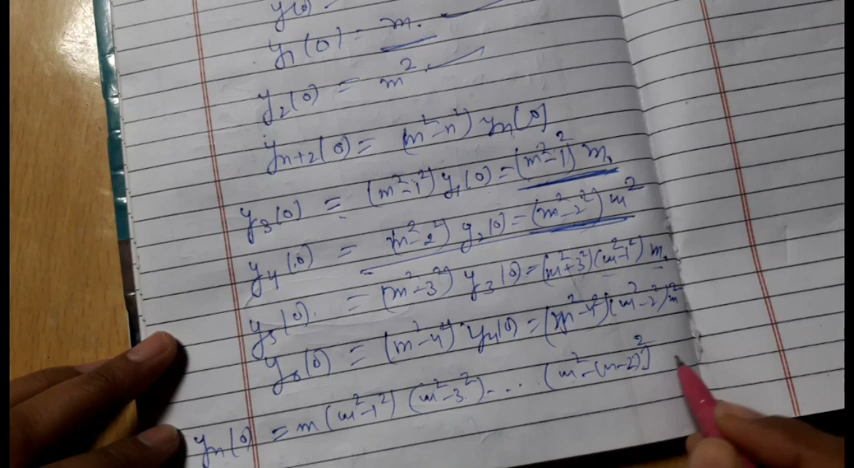 y(0) =
y₁(0) = m.
y₂(0) = m²
yₙ₊₂(0) = (m²-n²) yₙ(0)
y₃(0) = (m²-1²) y₁(0) = (m²-1²) m.
y₄(0) = m²-2²) y₂(0) = (m²-2²) m²
y₅(0) = (m²-3²) y₃(0) = (m²+3²)(m²-1²) m.
y₆(0) = (m²-4²) y₄(0) = (m²-4²)(m²-2²)m²
yₙ(0) = m(m²-1²) (m²-3²)-... (m²-(n-2)²]